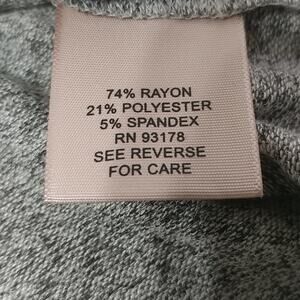 74% RAYON
21% POLYESTER
5% SPANDEX
RN 93178
SEE REVERSE
FOR CARE